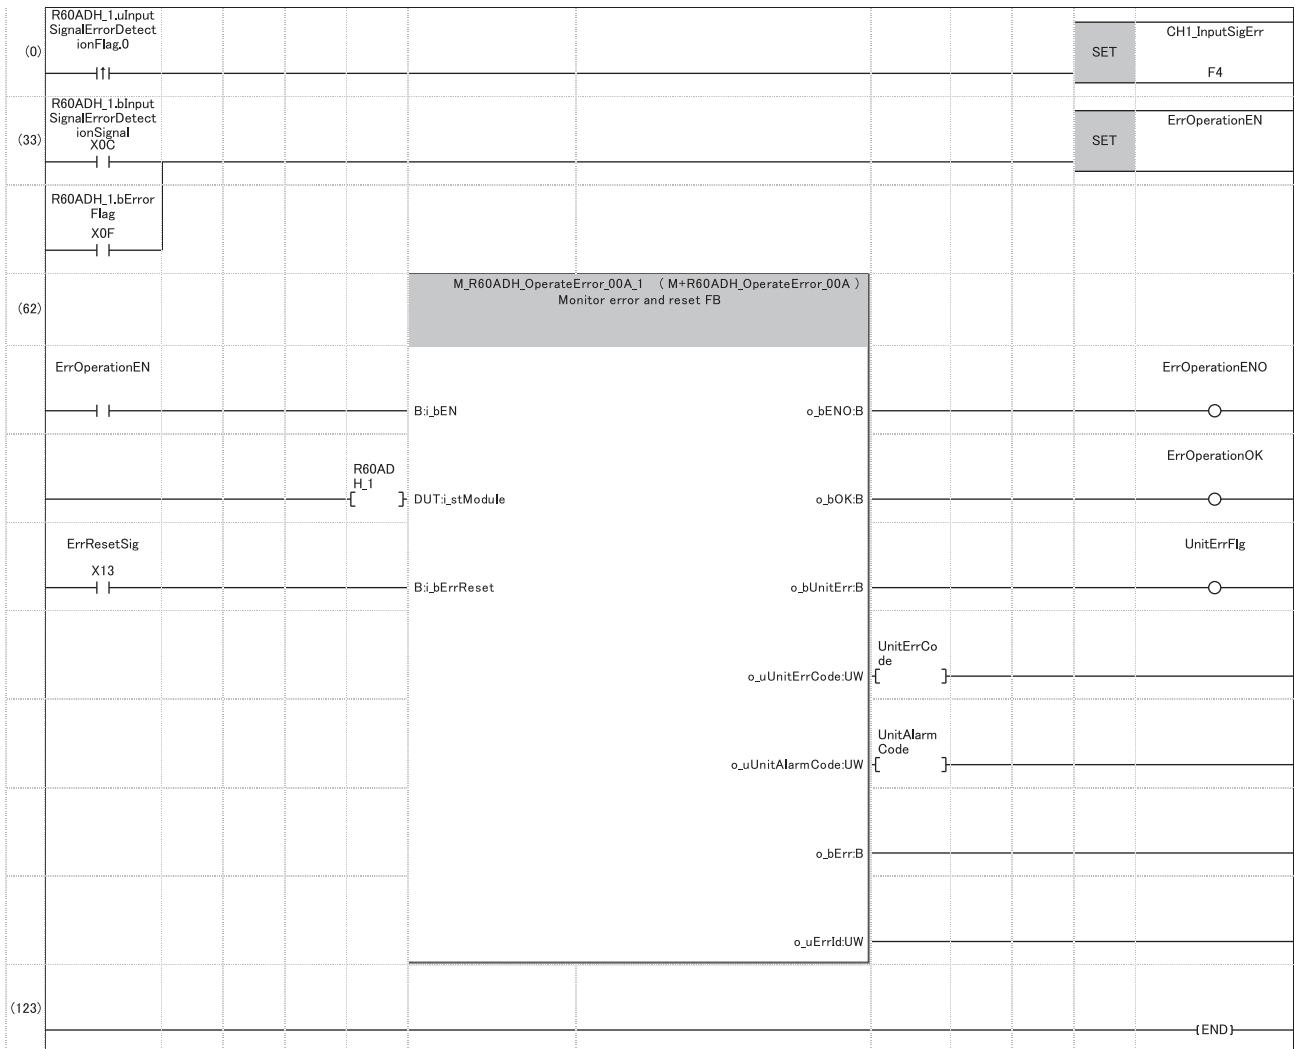 R60ADH_1.uInput
SignalErrorDetect
ionFlag.0
(0)
SET
CH1_InputSigErr
F4
R60ADH_1.bInput
SignalErrorDetect
ionSignal
X0C
(33)
SET
ErrOperationEN
R60ADH_1.bError
Flag
X0F
(62)
M_R60ADH_OperateError_00A_1 ( M+R60ADH_OperateError_00A )
Monitor error and reset FB
ErrOperationEN
B:i_bEN
o_bENO:B
ErrOperationENO
R60AD
H_1
DUT:i_stModule
o_bOK:B
ErrOperationOK
ErrResetSig
X13
B:i_bErrReset
o_bUnitErr:B
UnitErrFlg
o_uUnitErrCode:UW
UnitErrCo
de
o_uUnitAlarmCode:UW
UnitAlarm
Code
o_bErr:B
o_uErrId:UW
(123)
{END}